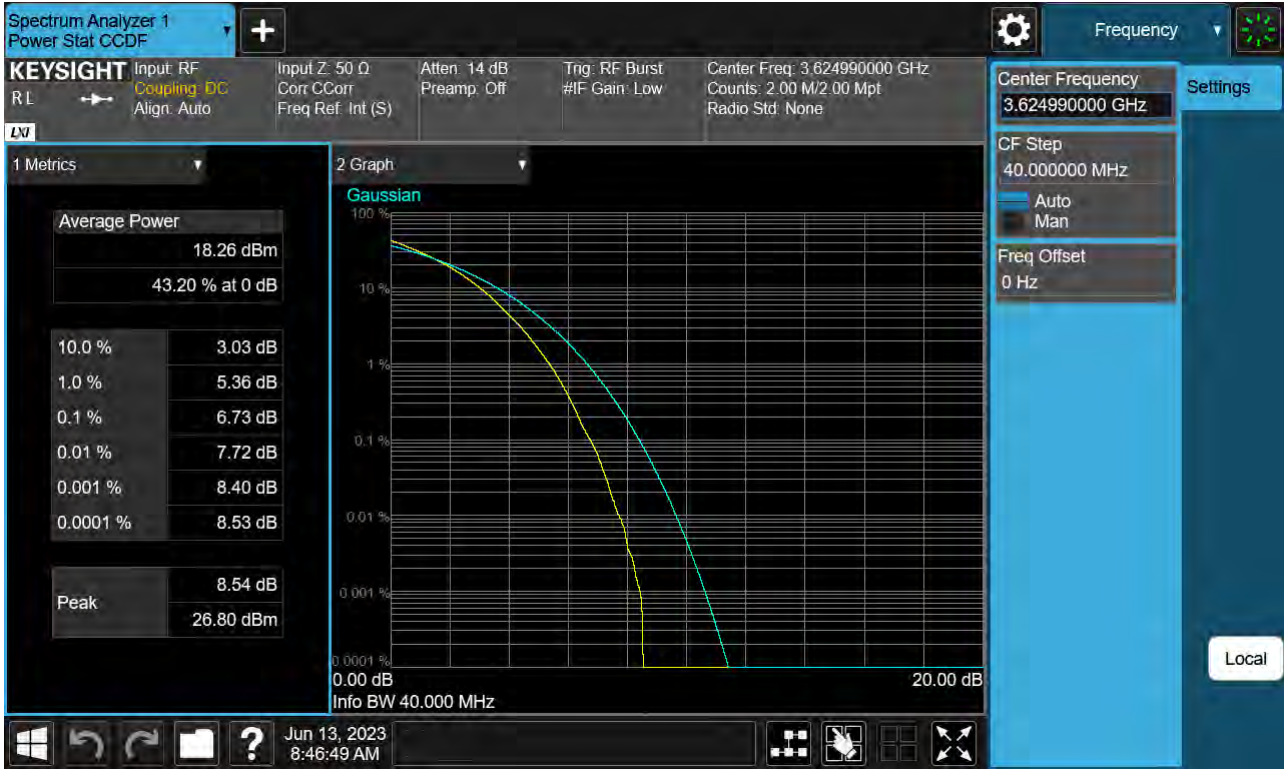 Spectrum Analyzer 1
Power Stat CCDF
Frequency
KEYSIGHT
R L
LXI
Input: RF
Coupling: DC
Align: Auto
Input Z: 50 Ω
Corr CCorr
Freq Ref: Int (S)
Atten: 14 dB
Preamp: Off
Trig: RF Burst
#IF Gain: Low
Center Freq: 3.624990000 GHz
Counts: 2.00 M/2.00 Mpt
Radio Std: None
Center Frequency
3.624990000 GHz
Settings
CF Step
40.000000 MHz
Auto
Man
Freq Offset
0 Hz
Local
1 Metrics
Average Power
18.26 dBm
43.20 % at 0 dB
10.0 % 3.03 dB
1.0 % 5.36 dB
0.1 % 6.73 dB
0.01 % 7.72 dB
0.001 % 8.40 dB
0.0001 % 8.53 dB
Peak
8.54 dB
26.80 dBm
2 Graph
Gaussian
100 %
10 %
1 %
0.1 %
0.01 %
0.001 %
0.0001 %
0.00 dB 20.00 dB
Info BW 40.000 MHz
?
Jun 13, 2023
8:46:49 AM